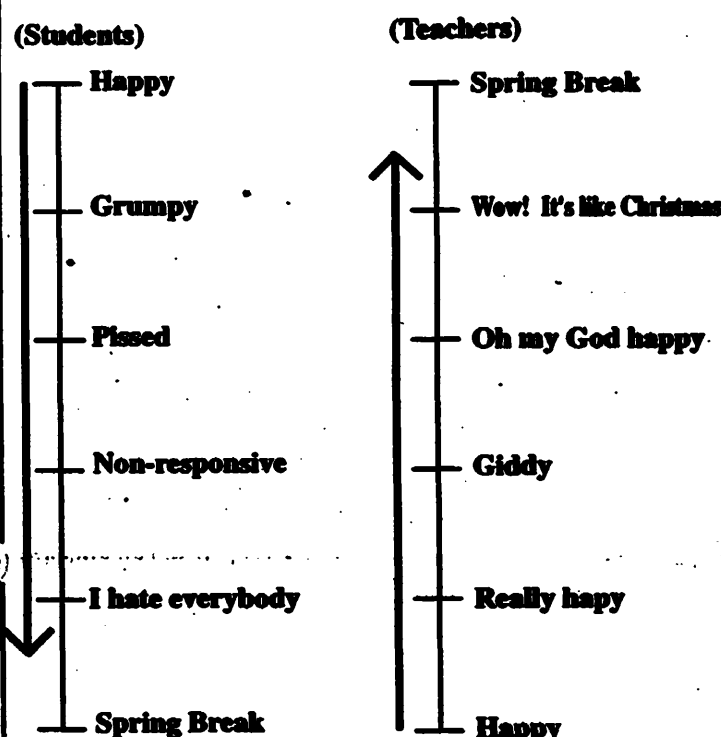 (Students)
Happy
Grumpy
Pissed
Non-responsive
I hate everybody
Spring Break
(Teachers)
Spring Break
Wow! It's like Christmas
Oh my God happy
Giddy
Really hapy
Happy